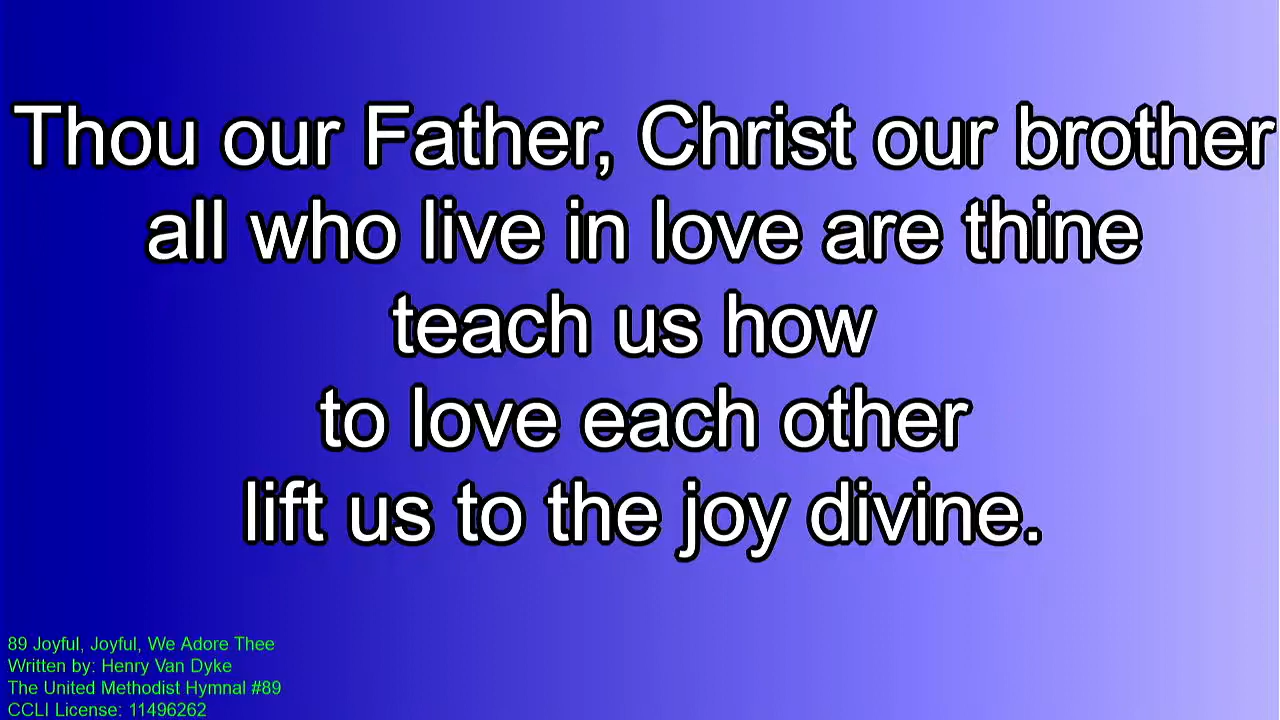 Thou our Father, Christ our brother
all who live in love are thine
teach us how
to love each other
lift us to the joy divine.
89 Joyful, Joyful, We Adore Thee
Written by: Henry Van Dyke
The United Methodist Hymnal #89
CCLI License: 11496262